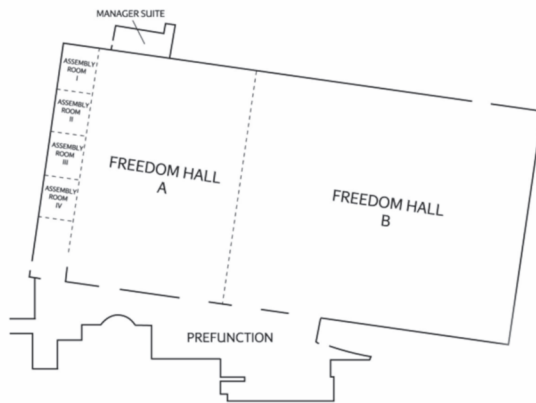 MANAGER SUITE
ASSEMBLY
ROOM
I
ASSEMBLY
ROOM
II
ASSEMBLY
ROOM
III
ASSEMBLY
ROOM
IV
FREEDOM HALL
A
FREEDOM HALL
B
PREFUNCTION